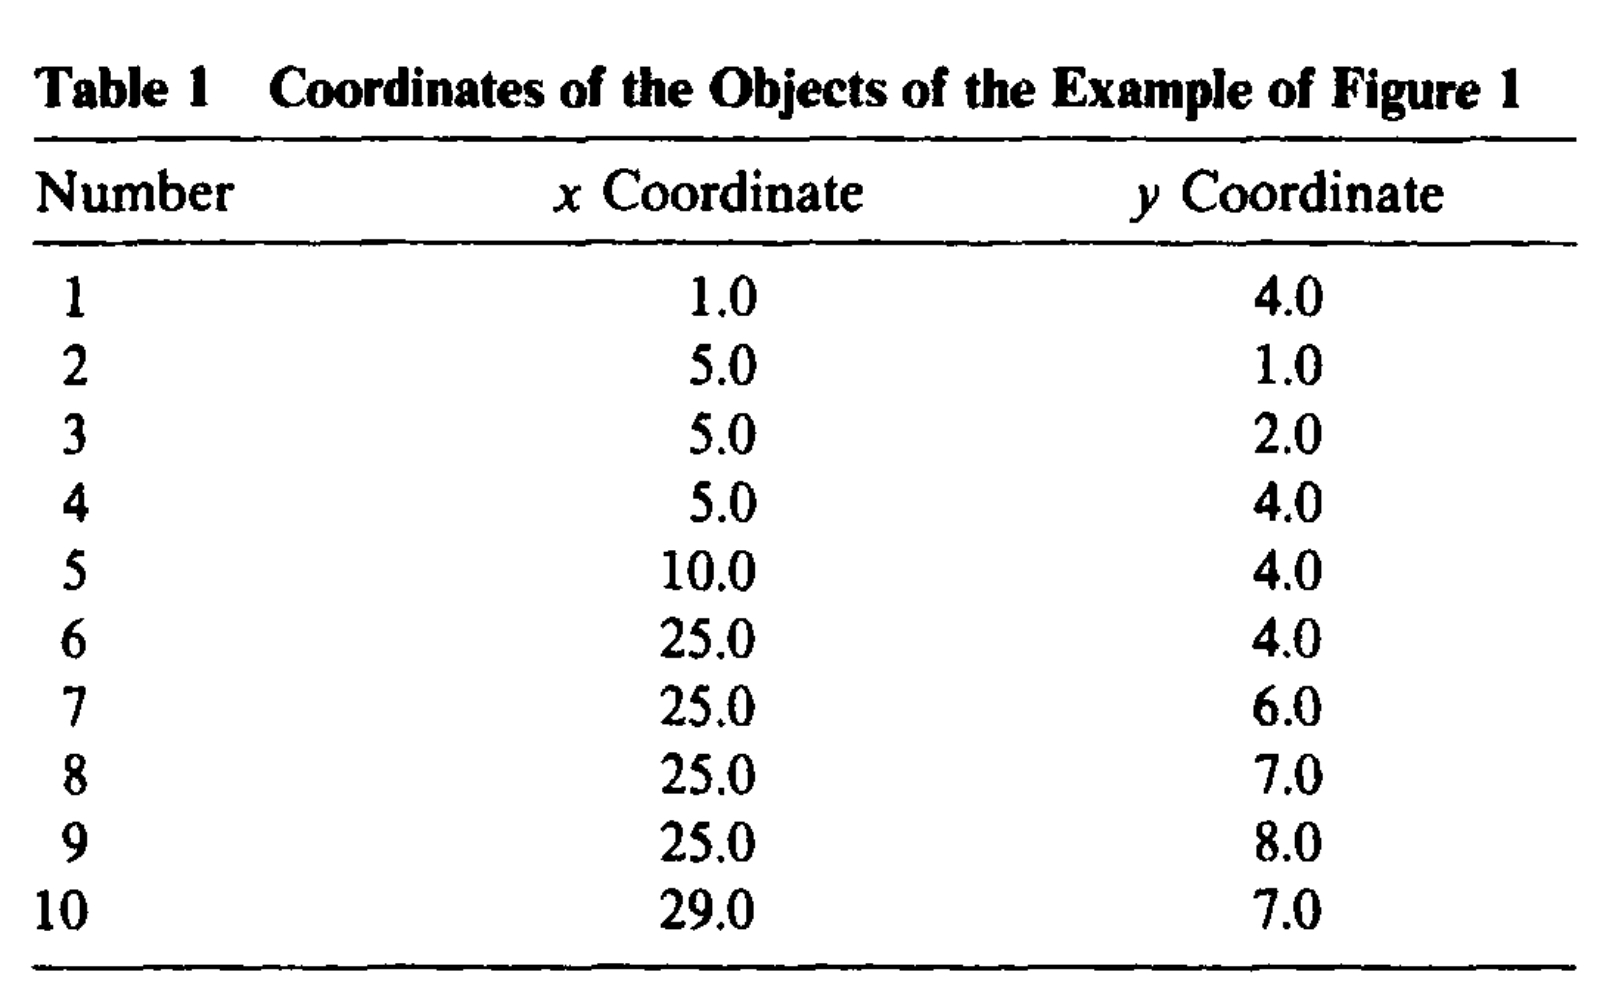 Table 1 Coordinates of the Objects of the Example of Figure 1
Number x Coordinate y Coordinate
1 1.0 4.0
2 5.0 1.0
3 5.0 2.0
4 5.0 4.0
5 10.0 4.0
6 25.0 4.0
7 25.0 6.0
8 25.0 7.0
9 25.0 8.0
10 29.0 7.0